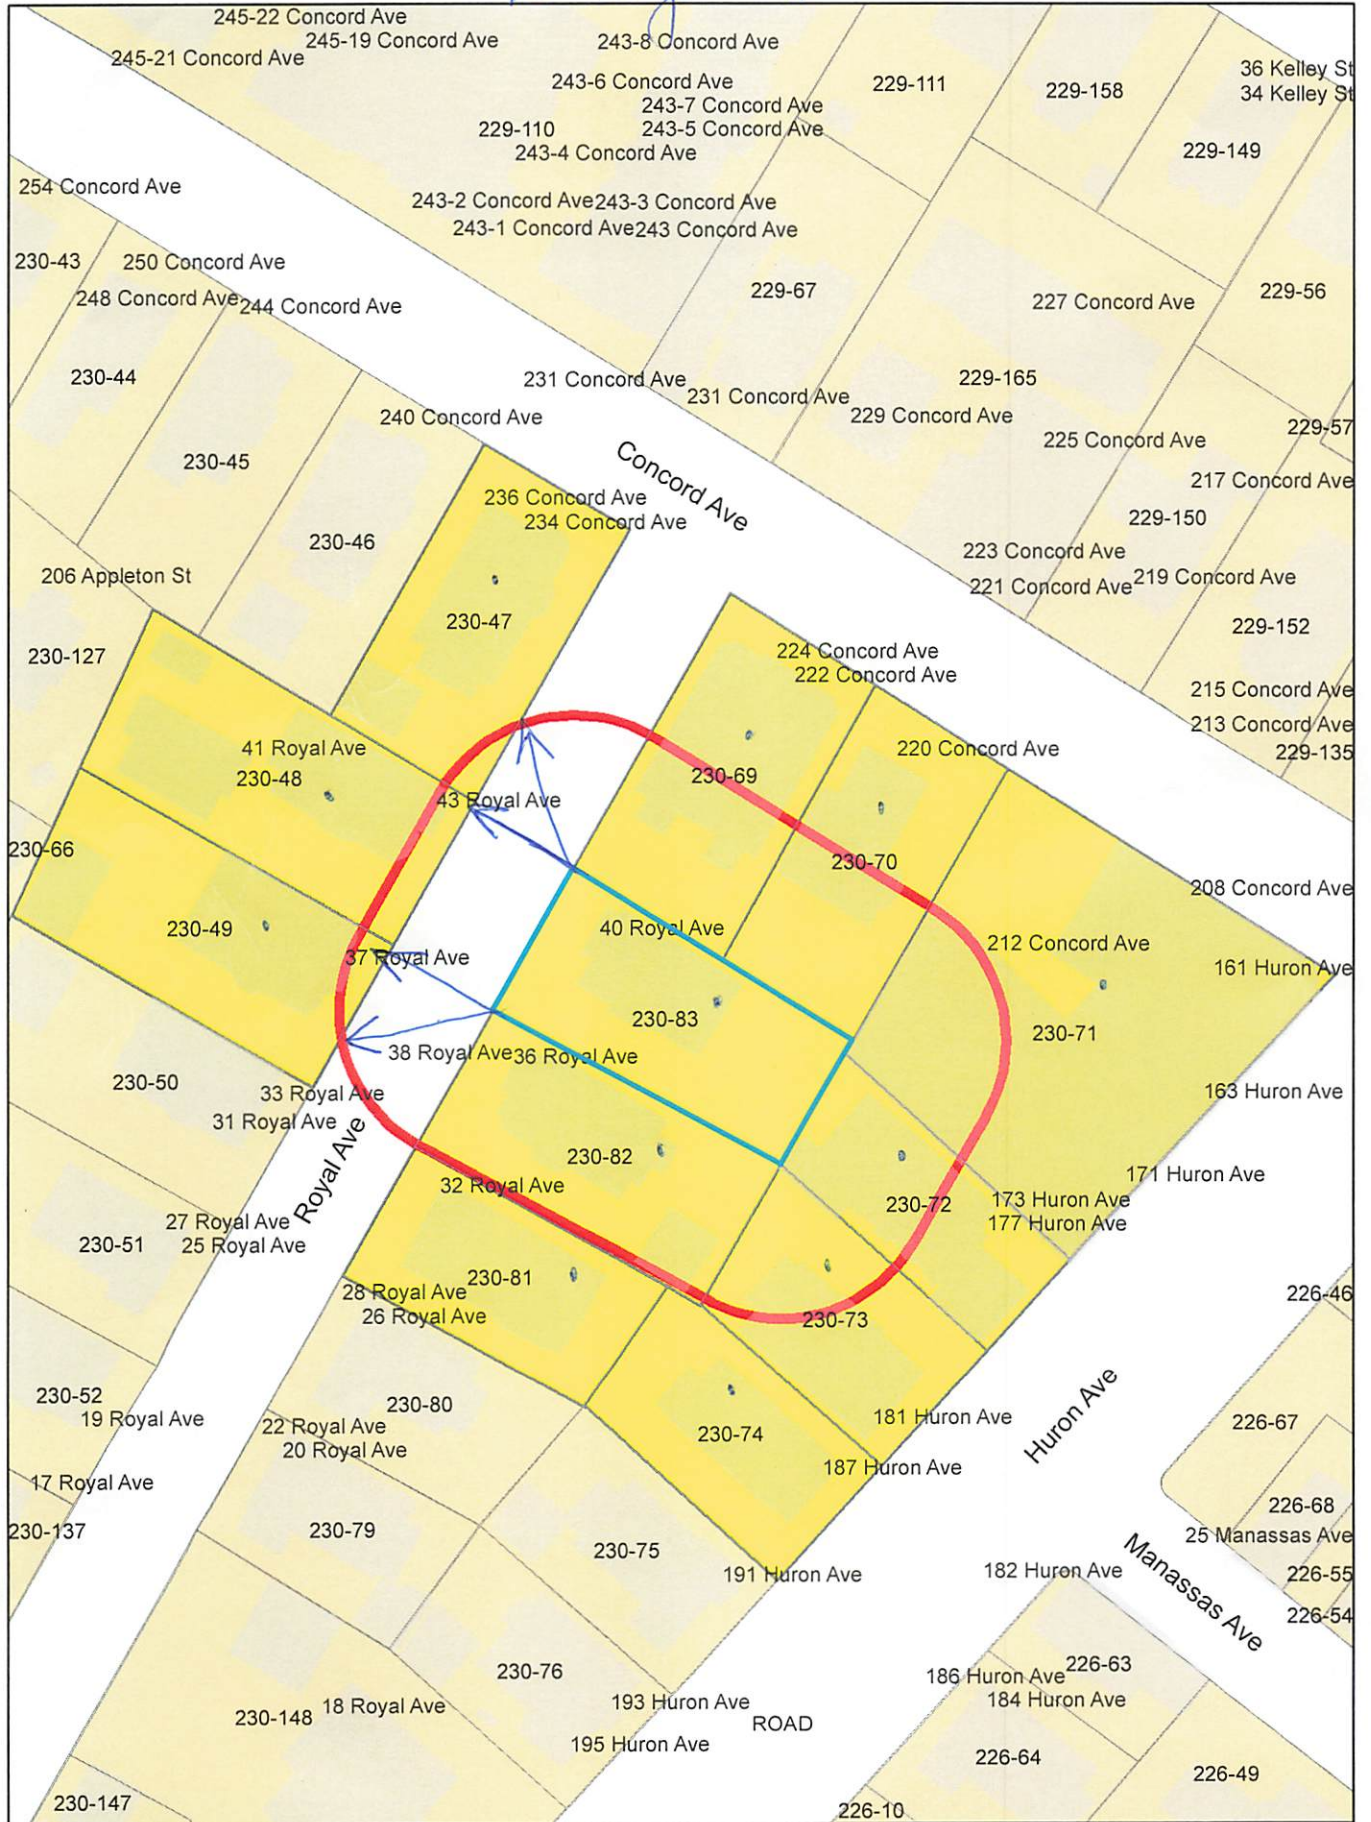 245-22 Concord Ave
245-19 Concord Ave
243-8 Concord Ave
245-21 Concord Ave
36 Kelley St
243-6 Concord Ave
229-111
229-158
34 Kelley St
243-7 Concord Ave
229-110
243-5 Concord Ave
243-4 Concord Ave
229-149
254 Concord Ave
243-2 Concord Ave
243-3 Concord Ave
243-1 Concord Ave
243 Concord Ave
230-43
250 Concord Ave
229-67
229-56
248 Concord Ave
244 Concord Ave
227 Concord Ave
230-44
231 Concord Ave
229-165
231 Concord Ave
240 Concord Ave
229 Concord Ave
229-57
225 Concord Ave
230-45
Concord Ave
217 Concord Ave
236 Concord Ave
234 Concord Ave
229-150
230-46
223 Concord Ave
206 Appleton St
221 Concord Ave
219 Concord Ave
230-47
229-152
230-127
224 Concord Ave
222 Concord Ave
215 Concord Ave
213 Concord Ave
41 Royal Ave
220 Concord Ave
229-135
230-48
230-69
43 Royal Ave
230-66
230-70
208 Concord Ave
230-49
40 Royal Ave
212 Concord Ave
37 Royal Ave
161 Huron Ave
230-83
230-71
38 Royal Ave
36 Royal Ave
230-50
33 Royal Ave
163 Huron Ave
31 Royal Ave
230-82
Royal Ave
32 Royal Ave
171 Huron Ave
230-72
173 Huron Ave
27 Royal Ave
177 Huron Ave
230-51
25 Royal Ave
230-81
28 Royal Ave
226-46
26 Royal Ave
230-73
230-52
230-80
Huron Ave
19 Royal Ave
181 Huron Ave
22 Royal Ave
230-74
226-67
20 Royal Ave
187 Huron Ave
17 Royal Ave
226-68
230-137
230-79
25 Manassas Ave
230-75
182 Huron Ave
191 Huron Ave
226-55
Manassas Ave
226-54
230-76
226-63
186 Huron Ave
193 Huron Ave
184 Huron Ave
230-148
18 Royal Ave
ROAD
195 Huron Ave
226-64
226-49
230-147
226-10